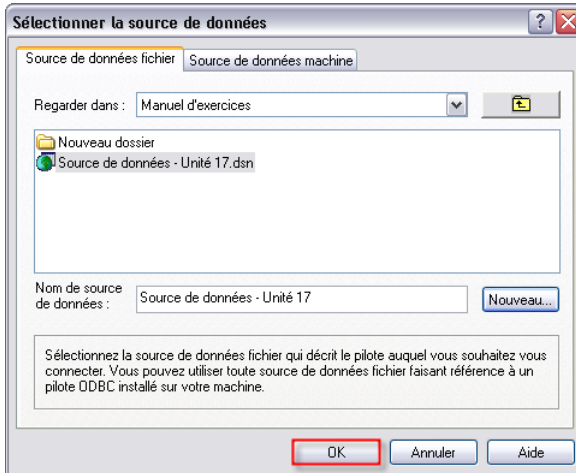 Sélectionner la source de données
?
Source de données fichier
Source de données machine
Regarder dans :
Manuel d'exercices
Nouveau dossier
Source de données - Unité 17.dsn
Nom de source
de données :
Source de données - Unité 17
Nouveau...
Sélectionnez la source de données fichier qui décrit le pilote auquel vous souhaitez vous
connecter. Vous pouvez utiliser toute source de données fichier faisant référence à un
pilote ODBC installé sur votre machine.
OK
Annuler
Aide